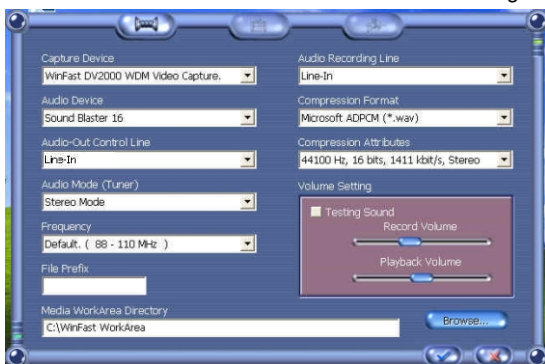 Capture Device
WinFast DV2000 WDM Video Capture.
Audio Device
Sound Blaster 16
Audio-Out Control Line
Line-In
Audio Mode (Tuner)
Stereo Mode
Frequency
Default. ( 88 - 110 MHz )
File Prefix
Audio Recording Line
Line-In
Compression Format
Microsoft ADPCM (*.wav)
Compression Attributes
44100 Hz, 16 bits, 1411 kbit/s, Stereo
Volume Setting
Testing Sound
Record Volume
Playback Volume
Media WorkArea Directory
C:\WinFast WorkArea
Browse...